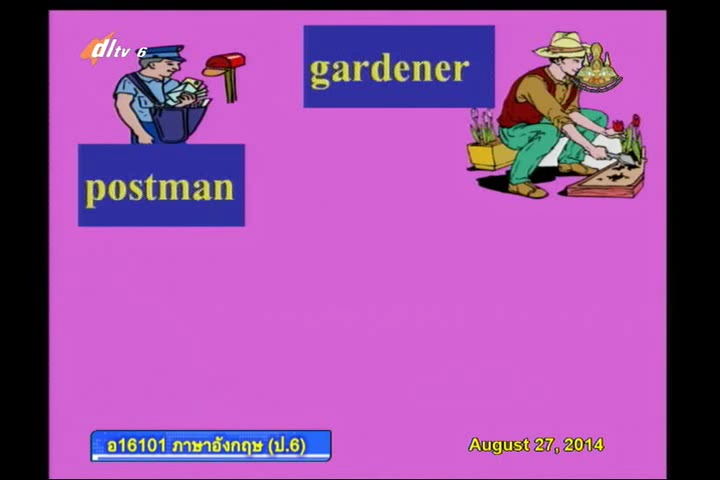 dltv 6
gardener
postman
อ16101 ภาษาอังกฤษ (ป.6)
August 27, 2014